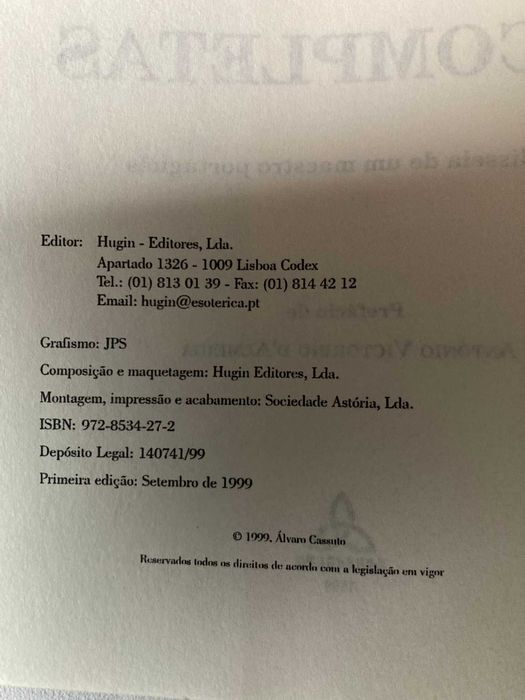 Editor: Hugin - Editores, Lda.
Apartado 1326 - 1009 Lisboa Codex
Tel.: (01) 813 01 39 - Fax: (01) 814 42 12
Email: hugin@esoterica.pt
Grafismo: JPS
Composição e maquetagem: Hugin Editores, Lda.
Montagem, impressão e acabamento: Sociedade Astória, Lda.
ISBN: 972-8534-27-2
Depósito Legal: 140741/99
Primeira edição: Setembro de 1999
© 1999, Álvaro Cassuto
Reservados todos os direitos de acordo com a legislação em vigor